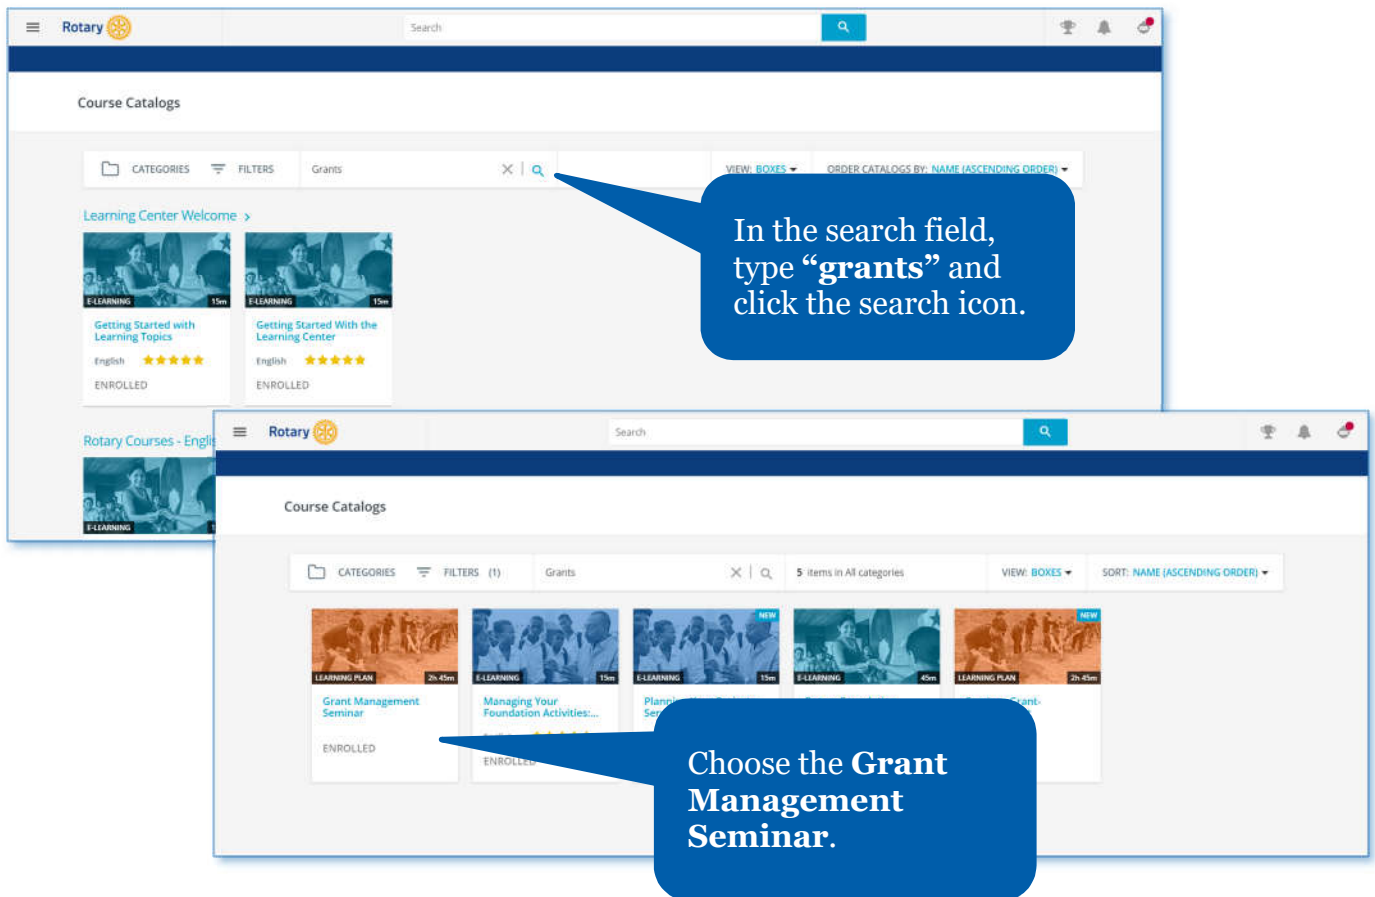 Rotary
Search
Course Catalogs
CATEGORIES
FILTERS
Grants
VIEW: BOXES
ORDER CATALOGS BY: NAME (ASCENDING ORDER)
Learning Center Welcome >
E-LEARNING
15m
Getting Started with
Learning Topics
English
ENROLLED
E-LEARNING
15m
Getting Started With the
Learning Center
English
ENROLLED
In the search field,
type “grants” and
click the search icon.
Rotary Courses -
E-LEARNING
Rotary
Search
Course Catalogs
CATEGORIES
FILTERS (1)
Grants
5 items in All categories
VIEW: BOXES
SORT: NAME (ASCENDING ORDER)
LEARNING PLAN
2h 45m
Grant Management
Seminar
ENROLLED
E-LEARNING
15m
Managing Your
Foundation Activities:...
NEW
E-LEARNING
15m
E-LEARNING
45m
NEW
LEARNING PLAN
2h 45m
Choose the Grant
Management
Seminar.